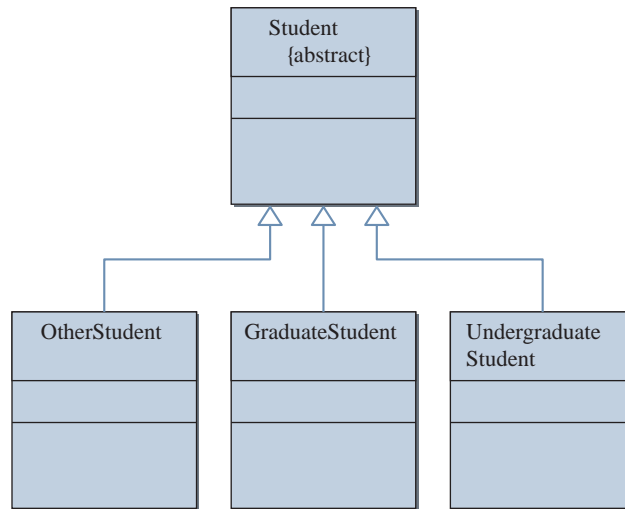 Student
{abstract}
OtherStudent
GraduateStudent
Undergraduate
Student